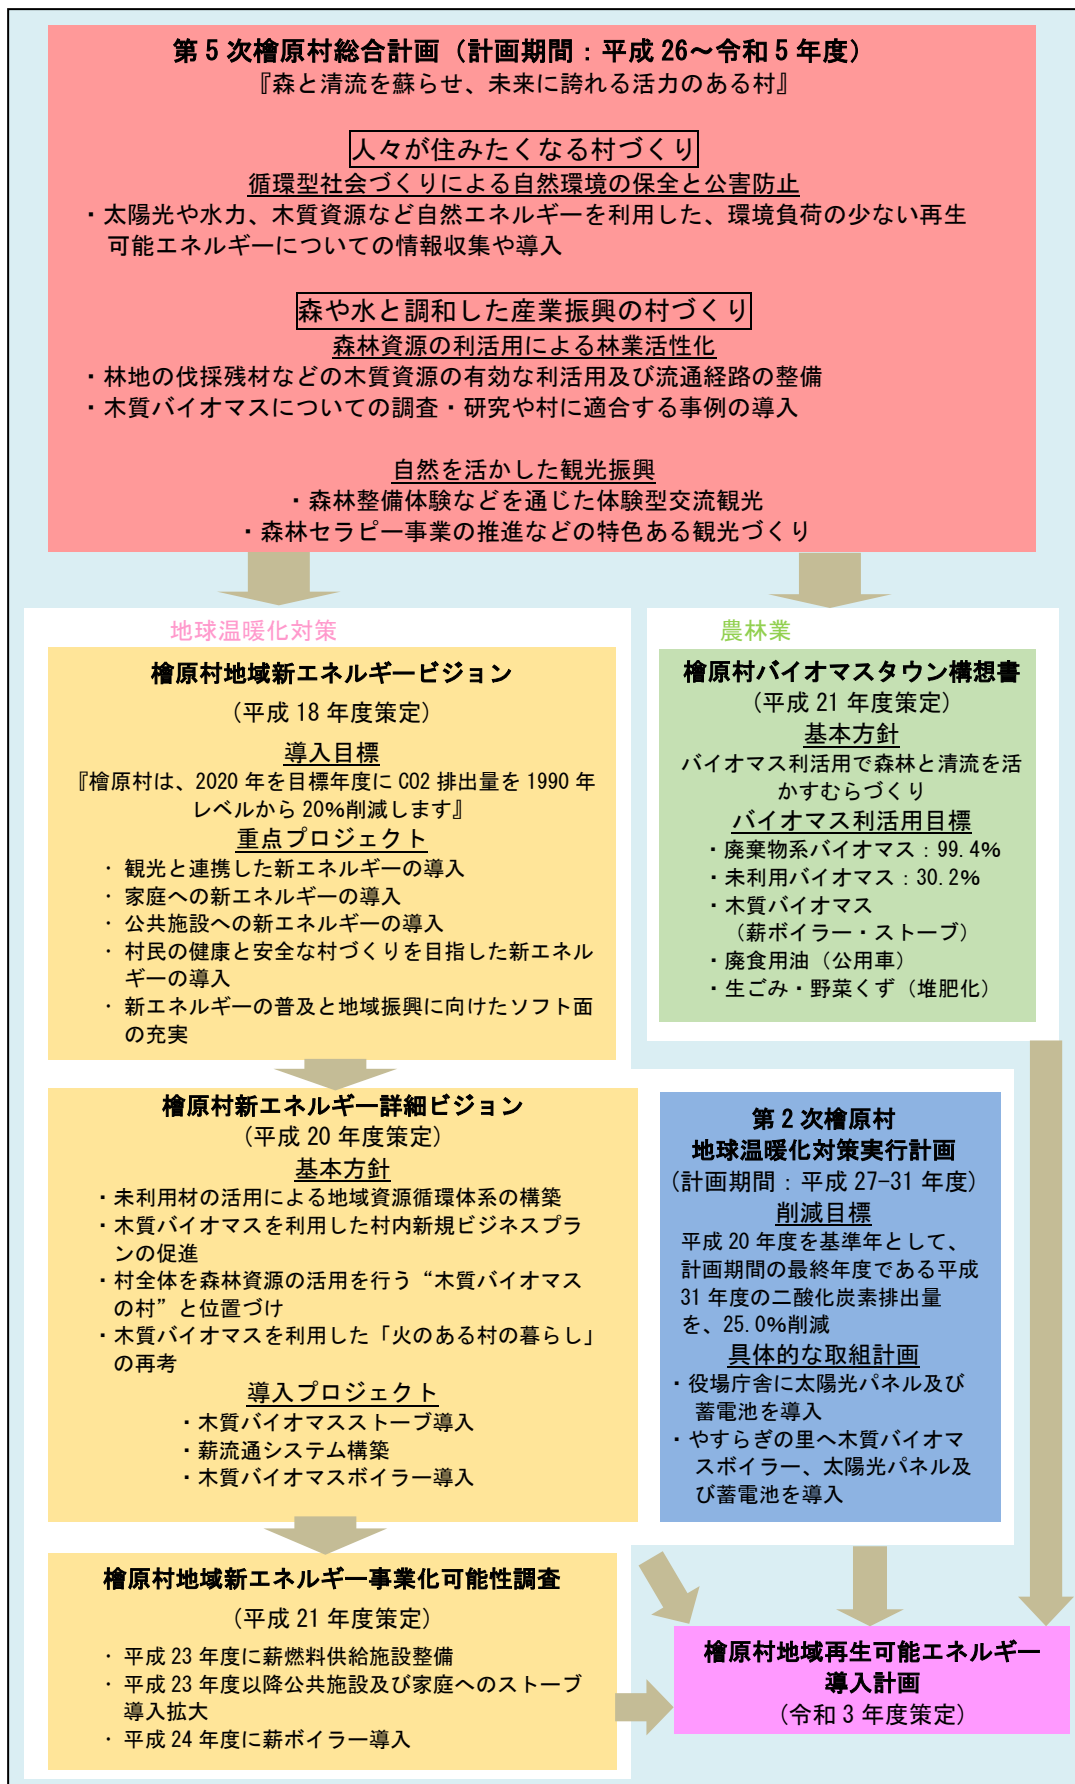 第5次檜原村総合計画（計画期間：平成26～令和5年度）
『森と清流を蘇らせ、未来に誇れる活力のある村』
人々が住みたくなる村づくり
循環型社会づくりによる自然環境の保全と公害防止
・太陽光や水力、木質資源など自然エネルギーを利用した、環境負荷の少ない再生
可能エネルギーについての情報収集や導入
森や水と調和した産業振興の村づくり
森林資源の利活用による林業活性化
・林地の伐採残材などの木質資源の有効な利活用及び流通経路の整備
・木質バイオマスについての調査・研究や村に適合する事例の導入
自然を活かした観光振興
・森林整備体験などを通じた体験型交流観光
・森林セラピー事業の推進などの特色ある観光づくり
地球温暖化対策
檜原村地域新エネルギービジョン
（平成18年度策定）
導入目標
『檜原村は、2020年を目標年度にCO2排出量を1990年
レベルから20%削減します』
重点プロジェクト
・観光と連携した新エネルギーの導入
・家庭への新エネルギーの導入
・公共施設への新エネルギーの導入
・村民の健康と安全な村づくりを目指した新エネル
ギーの導入
・新エネルギーの普及と地域振興に向けたソフト面
の充実
農林業
檜原村バイオマスタウン構想書
（平成21年度策定）
基本方針
バイオマス利活用で森林と清流を活
かすむらづくり
バイオマス利活用目標
・廃棄物系バイオマス：99.4%
・未利用バイオマス：30.2%
・木質バイオマス
（薪ボイラー・ストーブ）
・廃食用油（公用車）
・生ごみ・野菜くず（堆肥化）
檜原村新エネルギー詳細ビジョン
（平成20年度策定）
基本方針
・未利用材の活用による地域資源循環体系の構築
・木質バイオマスを利用した村内新規ビジネスプラ
ンの促進
・村全体を森林資源の活用を行う“木質バイオマス
の村”と位置づけ
・木質バイオマスを利用した「火のある村の暮らし」
の再考
導入プロジェクト
・木質バイオマスストーブ導入
・薪流通システム構築
・木質バイオマスボイラー導入
第2次檜原村
地球温暖化対策実行計画
（計画期間：平成27-31年度）
削減目標
平成20年度を基準年として、
計画期間の最終年度である平成
31年度の二酸化炭素排出量
を、25.0%削減
具体的な取組計画
・役場庁舎に太陽光パネル及び
蓄電池を導入
・やすらぎの里へ木質バイオマ
スボイラー、太陽光パネル及
び蓄電池を導入
檜原村地域新エネルギー事業化可能性調査
（平成21年度策定）
・平成23年度に薪燃料供給施設整備
・平成23年度以降公共施設及び家庭へのストーブ
導入拡大
・平成24年度に薪ボイラー導入
檜原村地域再生可能エネルギー
導入計画
（令和3年度策定）